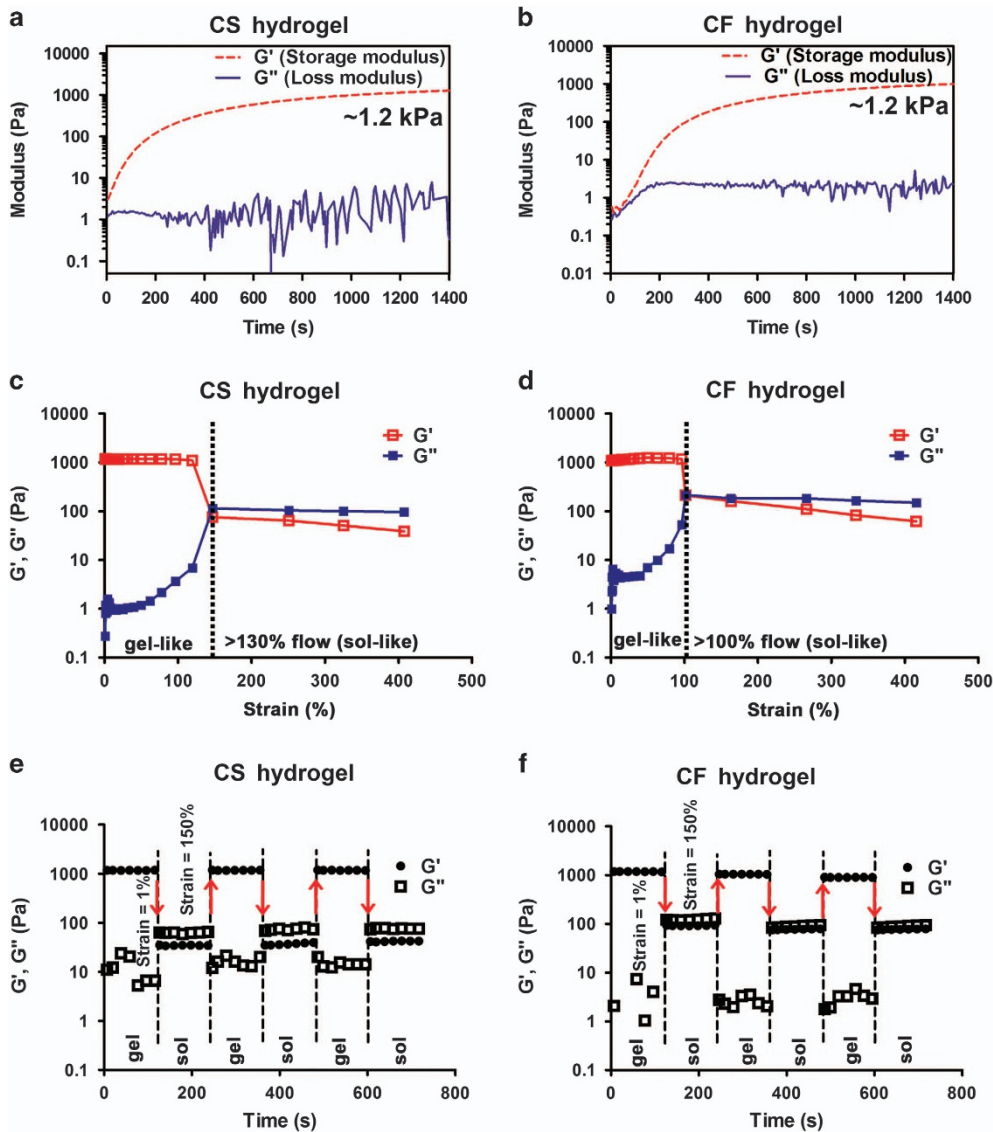 a
CS hydrogel
G' (Storage modulus)
G" (Loss modulus)
~1.2 kPa
Modulus (Pa)
10000
1000
100
10
1
0.1
0 200 400 600 800 1000 1200 1400
Time (s)
b
CF hydrogel
G' (Storage modulus)
G" (Loss modulus)
~1.2 kPa
Modulus (Pa)
10000
1000
100
10
1
0.1
0.01
0 200 400 600 800 1000 1200 1400
Time (s)
c
CS hydrogel
G'
G"
G', G" (Pa)
10000
1000
100
10
1
0.1
gel-like
>130% flow (sol-like)
0 100 200 300 400 500
Strain (%)
d
CF hydrogel
G'
G"
G', G" (Pa)
10000
1000
100
10
1
0.1
gel-like
>100% flow (sol-like)
0 100 200 300 400 500
Strain (%)
e
CS hydrogel
G'
G"
G', G" (Pa)
10000
1000
100
10
1
0.1
Strain = 1%
Strain = 150%
gel sol gel sol gel sol
0 200 400 600 800
Time (s)
f
CF hydrogel
G'
G"
G', G" (Pa)
10000
1000
100
10
1
0.1
Strain = 1%
Strain = 150%
gel sol gel sol gel sol
0 200 400 600 800
Time (s)